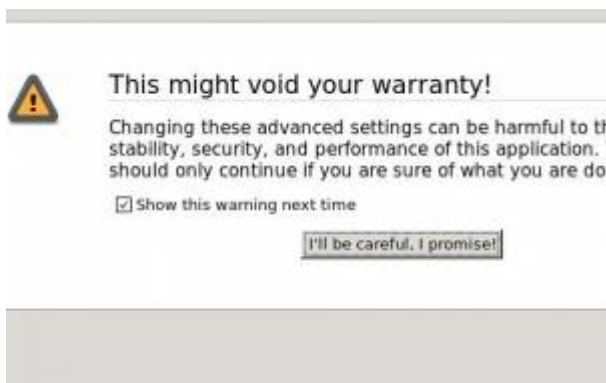 This might void your warranty!
Changing these advanced settings can be harmful to th
stability, security, and performance of this application.
should only continue if you are sure of what you are do
Show this warning next time
I'll be careful, I promise!